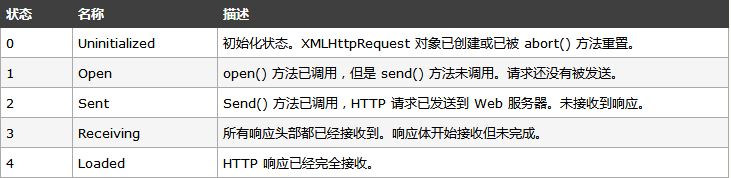 状态 名称 描述
0 Uninitialized 初始化状态。XMLHttpRequest 对象已创建或已被 abort() 方法重置。
1 Open open() 方法已调用，但是 send() 方法未调用。请求还没有被发送。
2 Sent Send() 方法已调用，HTTP 请求已发送到 Web 服务器。未接收到响应。
3 Receiving 所有响应头部都已经接收到。响应体开始接收但未完成。
4 Loaded HTTP 响应已经完全接收。